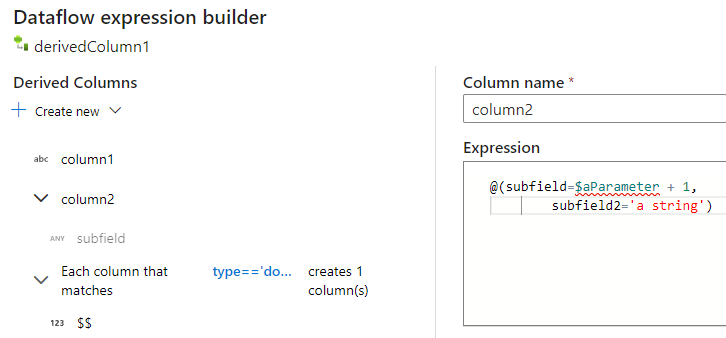 Dataflow expression builder
derivedColumn1
Derived Columns
+ Create new
abc column1
column2
ANY subfield
Each column that matches
type=='do...
creates 1 column(s)
123 $$
Column name *
column2
Expression
@(subfield=$aParameter + 1,
subfield2='a string')